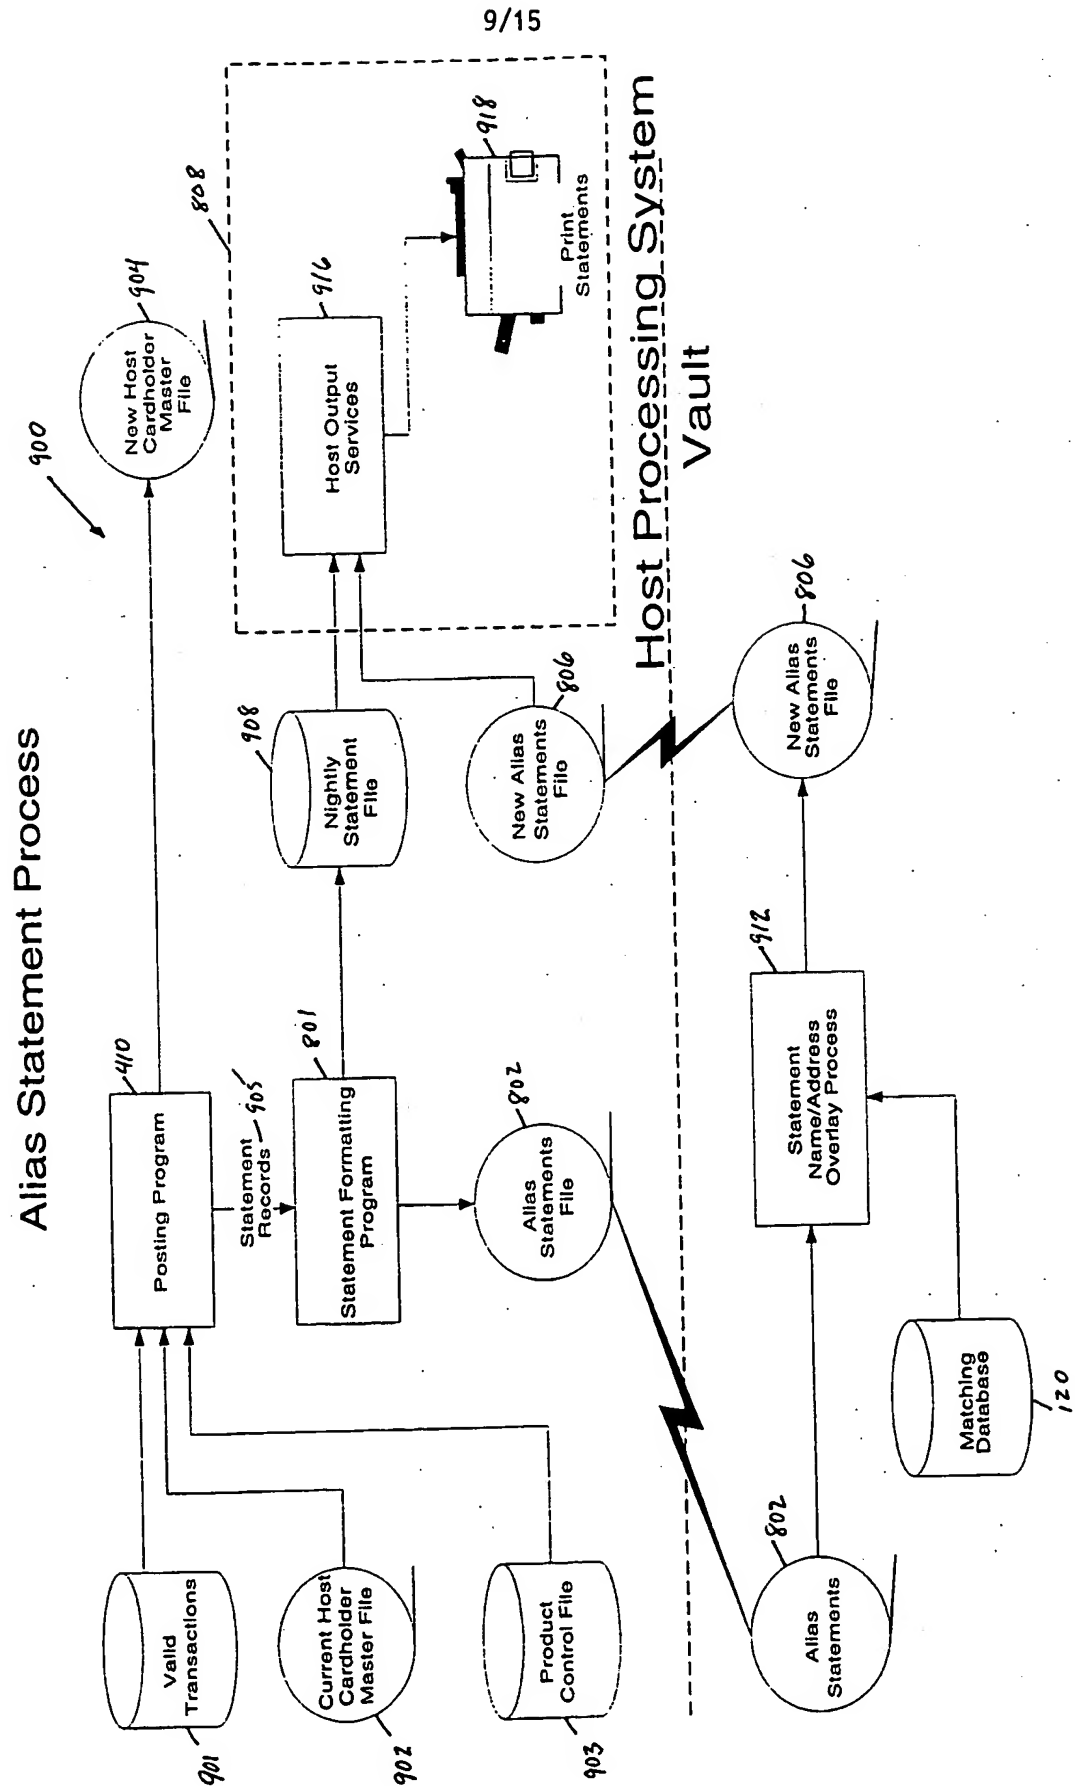 9/15
Alias Statement Process
900
Valid
Transactions
901
Current Host
Cardholder
Master File
902
Product
Control File
903
Posting Program
410
Statement
Records
905
Statement Formatting
Program
801
Alias
Statements
File
802
New Host
Cardholder
Master
File
904
Nightly
Statement
File
908
New Alias
Statements
File
806
808
Host Output
Services
916
918
Print
Statements
Host Processing System
Vault
Alias
Statements
802
Matching
Database
120
Statement
Name/Address
Overlay Process
912
New Alias
Statements
File
806